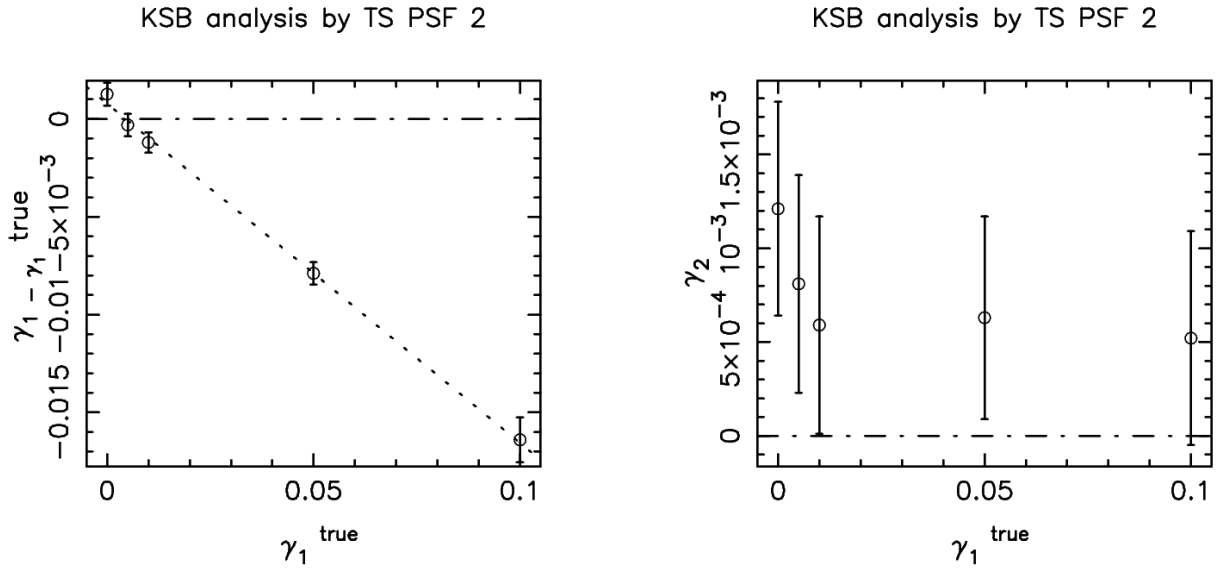 KSB analysis by TS PSF 2
γ₁ − γ₁ ᵗʳᵘᵉ
0
−5×10⁻³
−0.01
−0.015
0 0.05 0.1
γ₁ ᵗʳᵘᵉ
KSB analysis by TS PSF 2
γ₂
1.5×10⁻³
10⁻³
5×10⁻⁴
0
0 0.05 0.1
γ₁ ᵗʳᵘᵉ